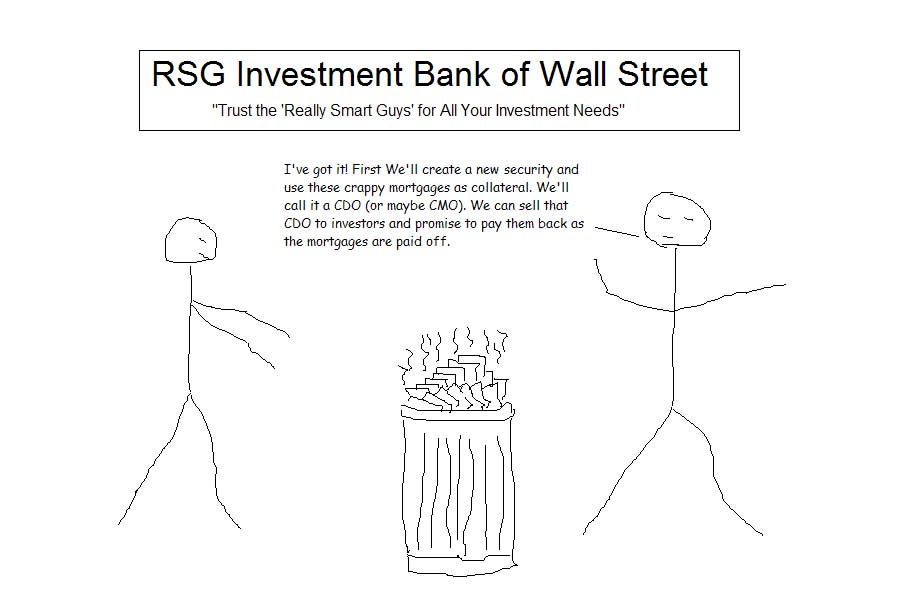 RSG Investment Bank of Wall Street
"Trust the 'Really Smart Guys' for All Your Investment Needs"
I've got it! First We'll create a new security and
use these crappy mortgages as collateral. We'll
call it a CDO (or maybe CMO). We can sell that
CDO to investors and promise to pay them back as
the mortgages are paid off.